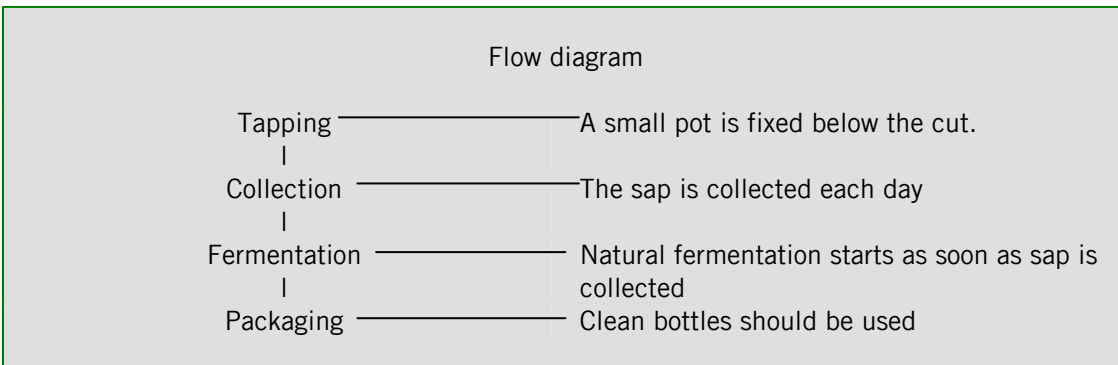 Flow diagram
Tapping A small pot is fixed below the cut.
I
Collection The sap is collected each day
I
Fermentation Natural fermentation starts as soon as sap is
collected
I
Packaging Clean bottles should be used